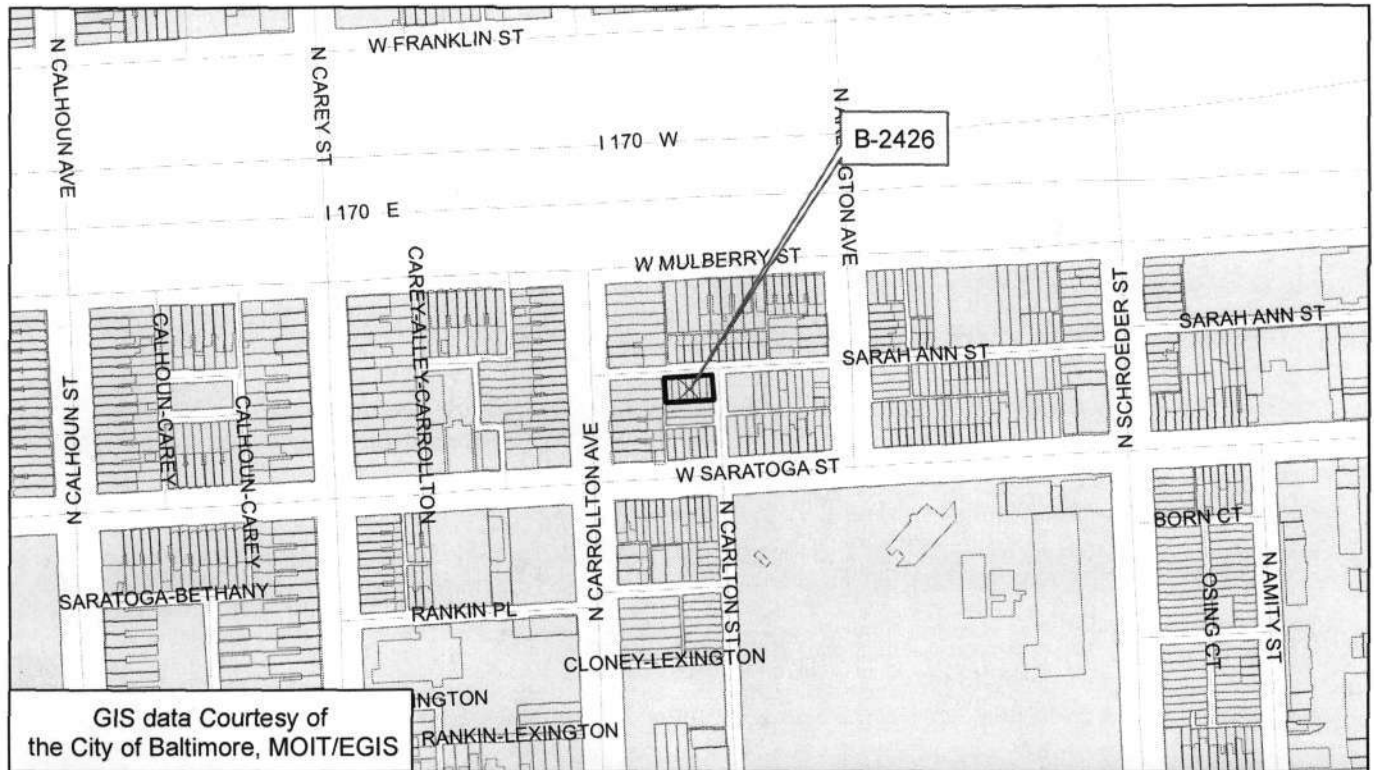 W FRANKLIN ST
N CALHOUN AVE
N CAREY ST
I 170 W
B-2426
GTON AVE
I 170 E
W MULBERRY ST
CAREY-ALLEY-CARROLLTON
N SCHROEDER ST
SARAH ANN ST
SARAH ANN ST
CALHOUN-CAREY
CALHOUN-CAREY
N CALHOUN ST
N CARROLLTON AVE
W SARATOGA ST
N CARLTON ST
BORN CT
OSING CT
N AMITY ST
SARATOGA-BETHANY
RANKIN PL
CLONEY-LEXINGTON
INGTON
RANKIN-LEXINGTON
GIS data Courtesy of
the City of Baltimore, MOIT/EGIS